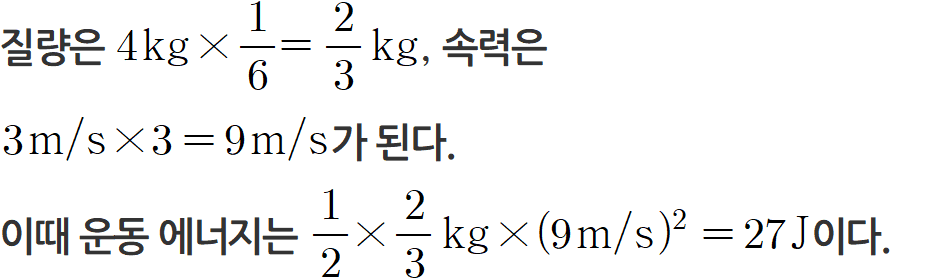 질량은 4kg×1/6=2/3kg, 속력은
3m/s×3=9m/s가 된다.
이때 운동 에너지는 1/2×2/3kg×(9m/s)²=27J이다.